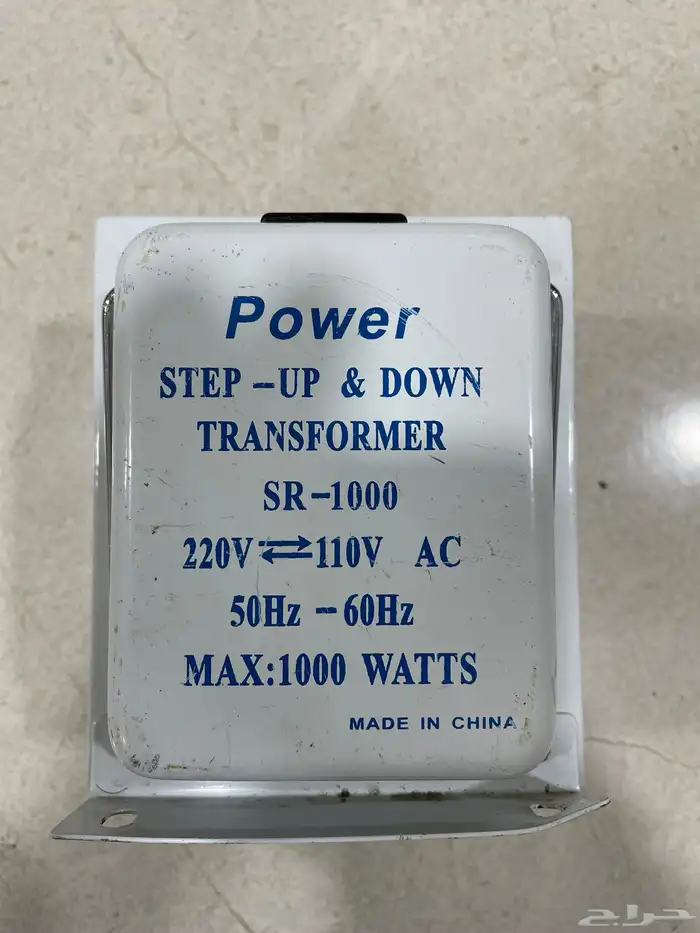 Power
STEP-UP & DOWN
TRANSFORMER
SR-1000
220V⇄110V AC
50Hz-60Hz
MAX:1000 WATTS
MADE IN CHINA
حراج